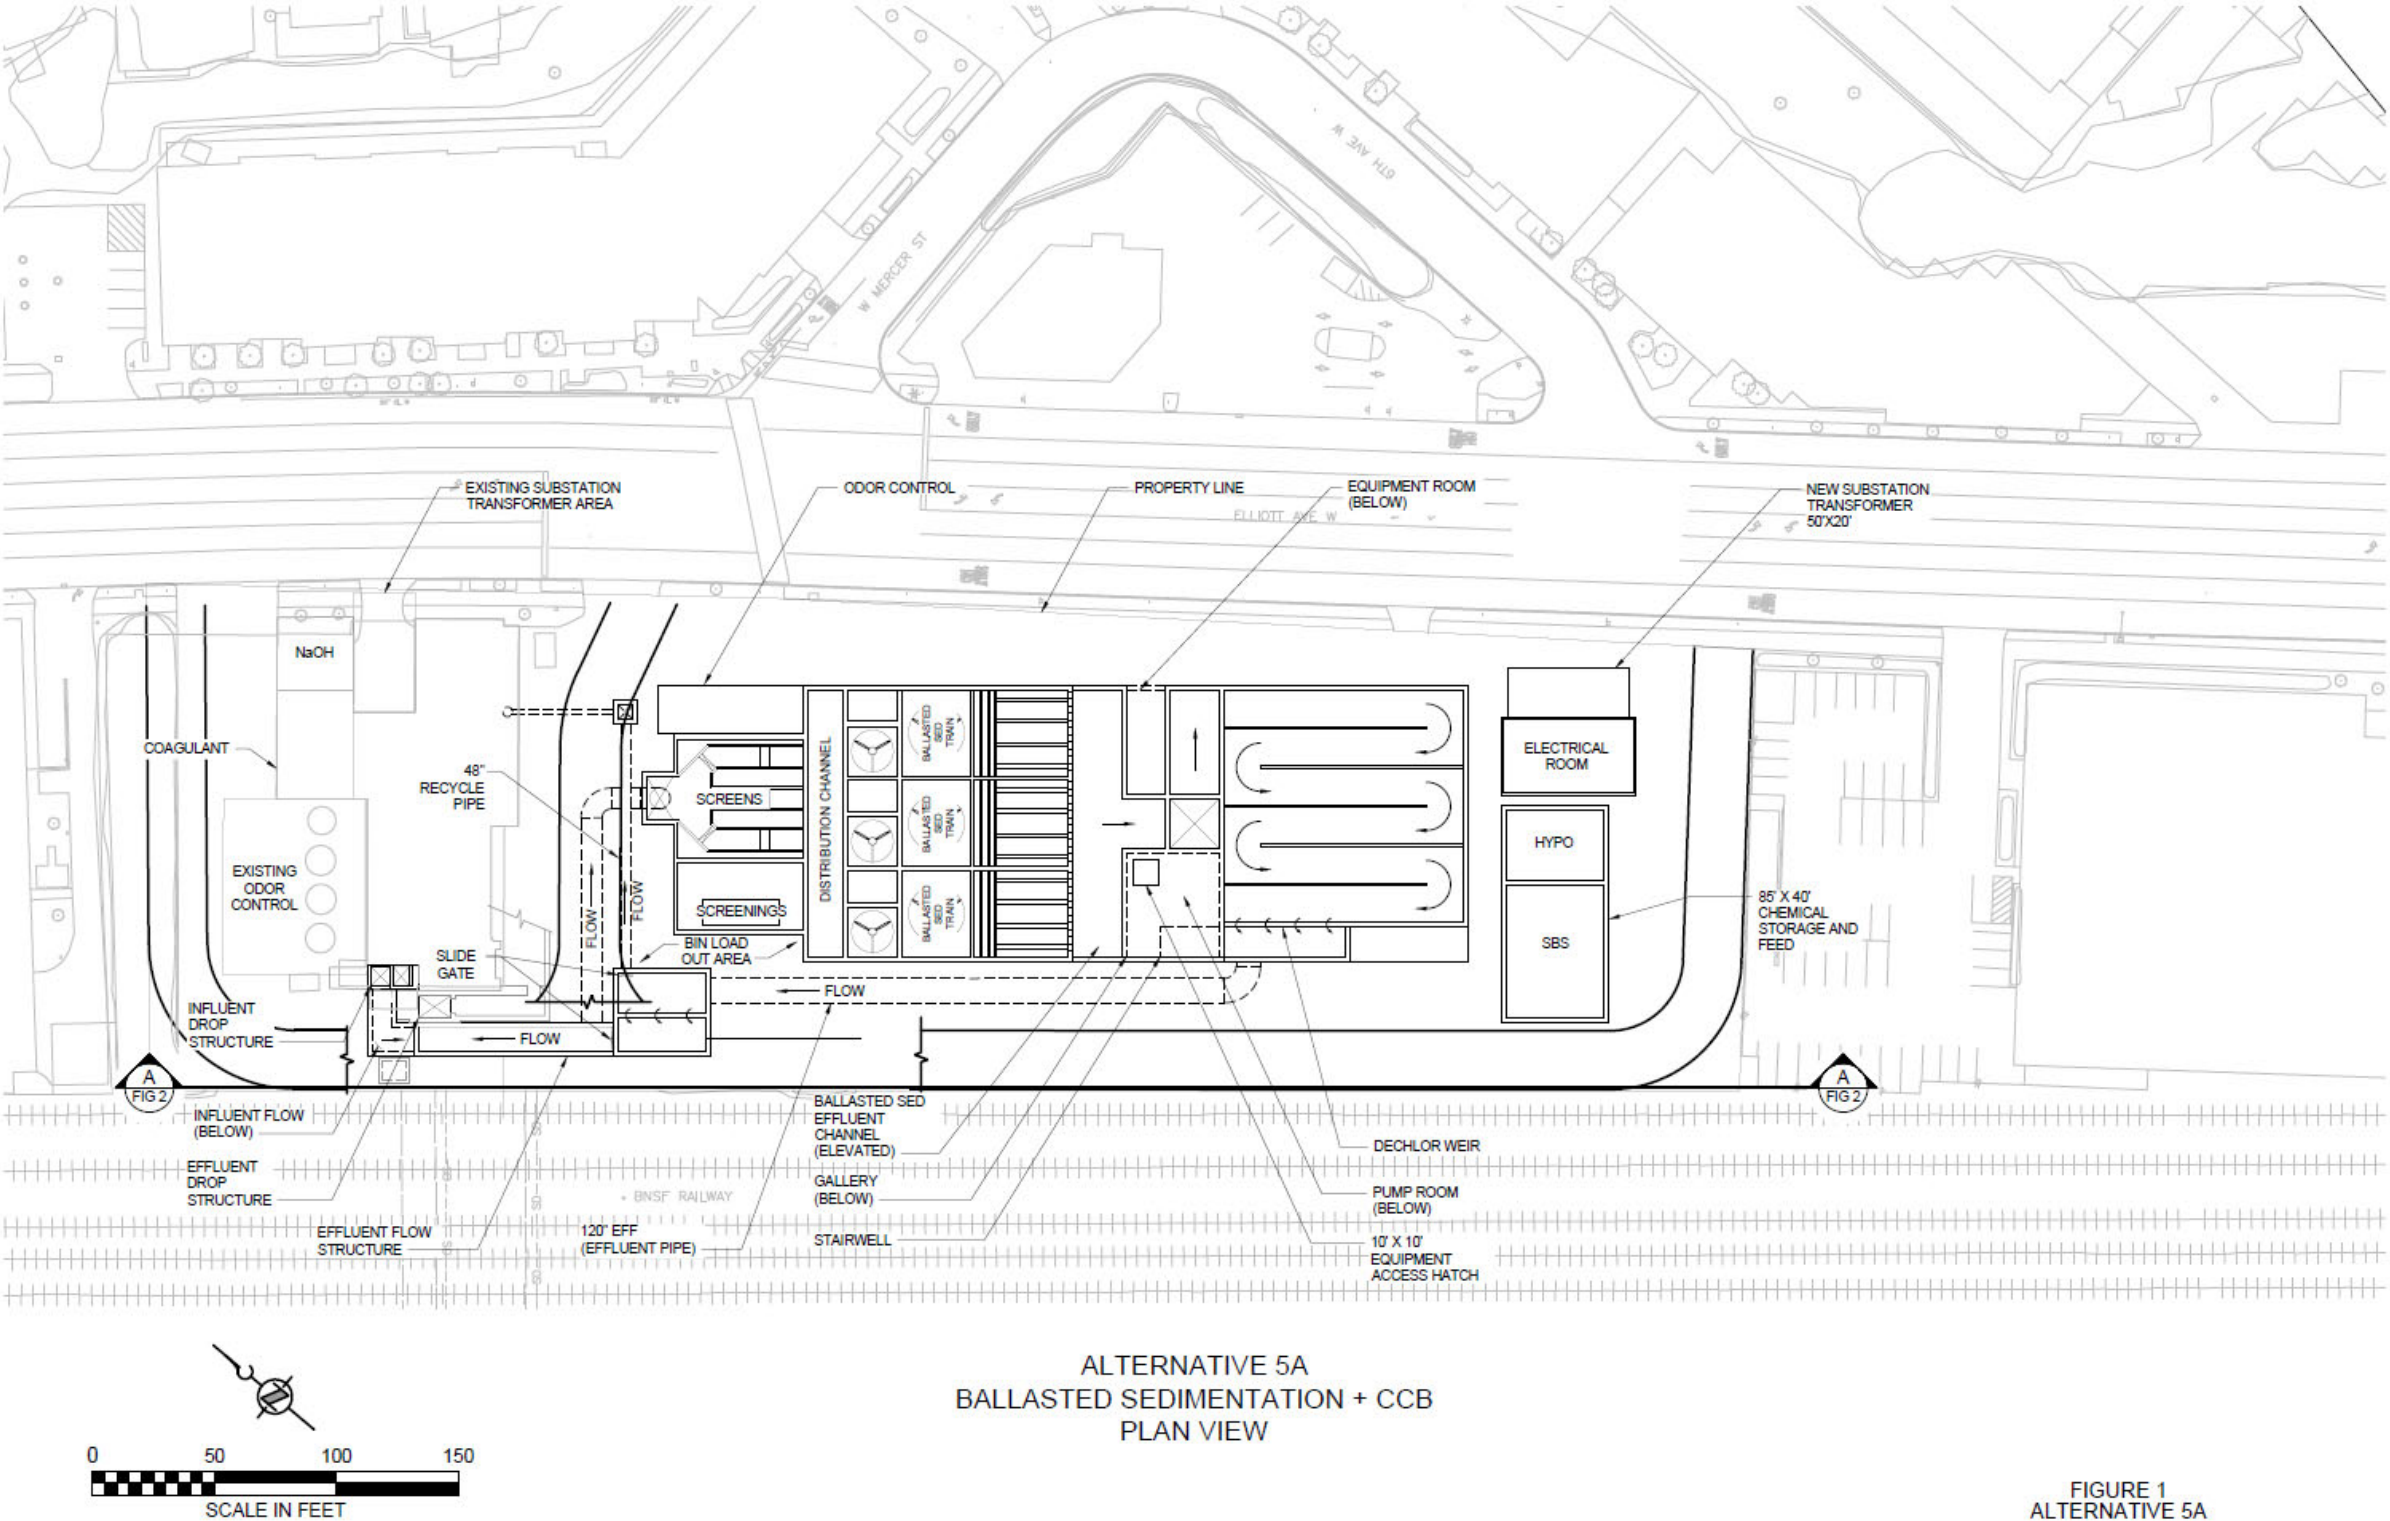 6TH AVE W
W MERCER ST
EXISTING SUBSTATION
TRANSFORMER AREA
ODOR CONTROL
PROPERTY LINE
EQUIPMENT ROOM
(BELOW)
ELLIOTT AVE W
NEW SUBSTATION
TRANSFORMER
50'X20'
NaOH
COAGULANT
48"
RECYCLE
PIPE
EXISTING
ODOR
CONTROL
SLIDE
GATE
FLOW
FLOW
SCREENS
SCREENINGS
BIN LOAD
OUT AREA
DISTRIBUTION CHANNEL
BALLASTED
SED
TRAIN
BALLASTED
SED
TRAIN
BALLASTED
SED
TRAIN
ELECTRICAL
ROOM
HYPO
SBS
85' X 40'
CHEMICAL
STORAGE AND
FEED
FLOW
FLOW
INFLUENT
DROP
STRUCTURE
A
FIG 2
A
FIG 2
INFLUENT FLOW
(BELOW)
EFFLUENT
DROP
STRUCTURE
EFFLUENT FLOW
STRUCTURE
120" EFF
(EFFLUENT PIPE)
BNSF RAILWAY
BALLASTED SED
EFFLUENT
CHANNEL
(ELEVATED)
GALLERY
(BELOW)
STAIRWELL
DECHLOR WEIR
PUMP ROOM
(BELOW)
10' X 10'
EQUIPMENT
ACCESS HATCH
SD
SD
SD
SD
SD
ALTERNATIVE 5A
BALLASTED SEDIMENTATION + CCB
PLAN VIEW
0 50 100 150
SCALE IN FEET
FIGURE 1
ALTERNATIVE 5A